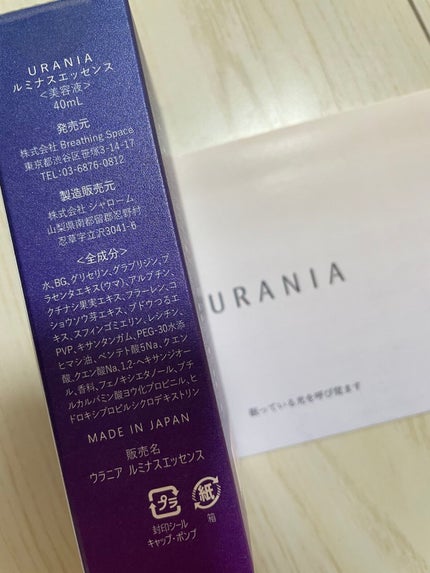 URANIA
ルミナスエッセンス
<美容液>
40mL
発売元
株式会社 Breathing Space
東京都渋谷区笹塚3-14-17
TEL:03-6876-0812
製造販売元
株式会社 シャローム
山梨県南都留郡忍野村
忍草字立沢3041-6
<全成分>
水、BG、グリセリン、グラブリジン、プ
ラセンタエキス(ウマ)、アルブチン、
クチナシ果実エキス、フラーレン、ゴ
ショウソウ芽エキス、ブドウつるエ
キス、スフィンゴミエリン、レシチン、
PVP、キサンタンガム、PEG-30水添
ヒマシ油、ペンテト酸5Na、クエン
酸、クエン酸Na、1,2-ヘキサンジオー
ル、香料、フェノキシエタノール、ブチ
ルカルバミン酸ヨウ化プロピニル、ヒ
ドロキシプロピルシクロデキストリン
MADE IN JAPAN
販売名
ウラニア ルミナスエッセンス
プラ
封印シール
キャップ・ポンプ
紙
箱
URANIA
眠っている光を呼び覚ます